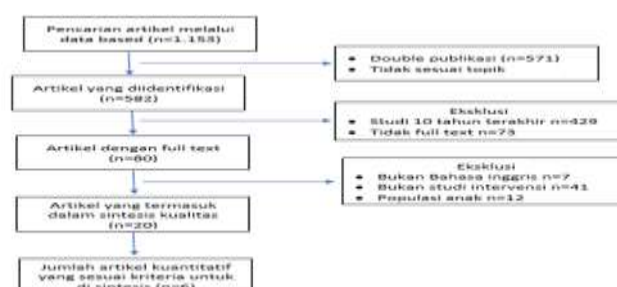 Pencarian artikel melalui
data based (n=1.153)
• Double publikasi (n=571)
• Tidak sesuai topik
Artikel yang diidentifikasi
(n=582)
Eksklusi
• Studi 10 tahun terakhir n=429
• Tidak full text n=73
Artikel dengan full text
(n=80)
Eksklusi
• Bukan Bahasa inggris n=7
• Bukan studi intervensi n=41
• Populasi anak n=12
Artikel yang termasuk
dalam sintesis kualitas
(n=20)
Jumlah artikel kuantitatif
yang sesuai kriteria untuk
di sintesis (n=6)